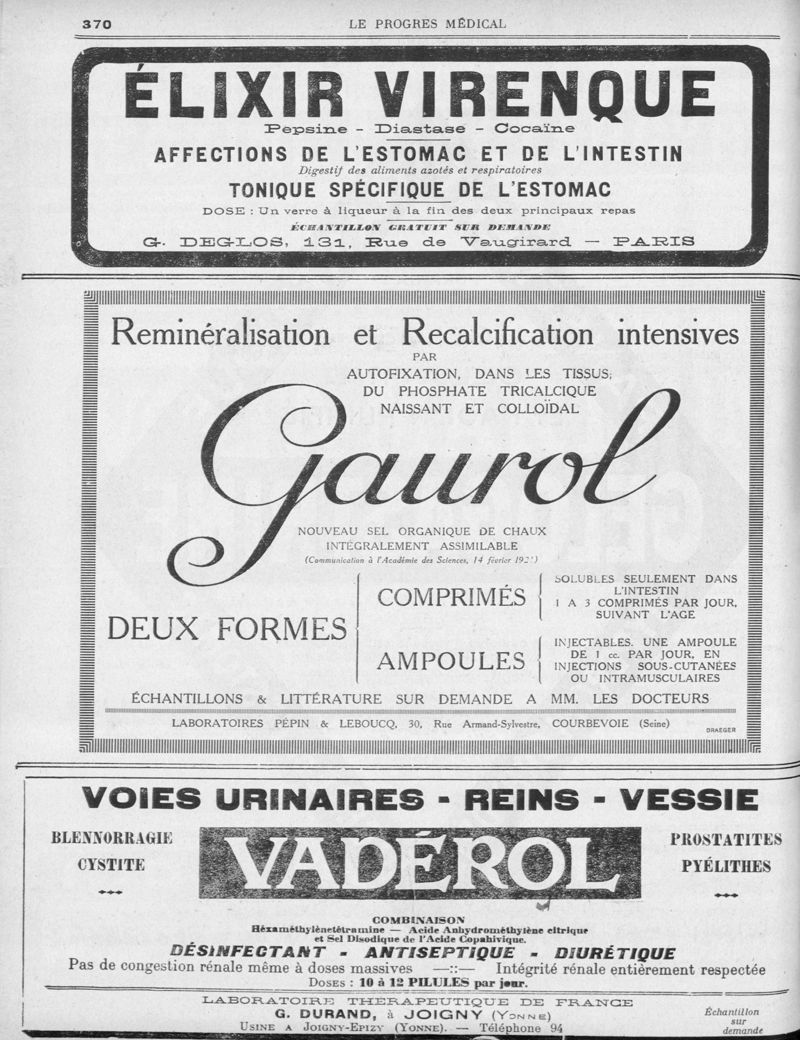 370
LE PROGRES MÉDICAL
ÉLIXIR VIRENQUE
Pepsine - Diastase - Cocaïne
AFFECTIONS DE L'ESTOMAC ET DE L'INTESTIN
Digestif des aliments azotés et respiratoires
TONIQUE SPÉCIFIQUE DE L'ESTOMAC
DOSE : Un verre à liqueur à la fin des deux principaux repas
ÉCHANTILLON GRATUIT SUR DEMANDE
G. DEGLOS, 131, Rue de Vaugirard — PARIS
Reminéralisation et Recalcification intensives
PAR
AUTOFIXATION, DANS LES TISSUS,
DU PHOSPHATE TRICALCIQUE
NAISSANT ET COLLOÏDAL
Gaurol
NOUVEAU SEL ORGANIQUE DE CHAUX
INTÉGRALEMENT ASSIMILABLE
(Communication à l'Académie des Sciences, 14 février
DEUX FORMES
COMPRIMÉS
SOLUBLES SEULEMENT DANS
L'INTESTIN
1 A 3 COMPRIMÉS PAR JOUR,
SUIVANT L'AGE
AMPOULES
INJECTABLES. UNE AMPOULE
DE 1 cc. PAR JOUR, EN
INJECTIONS SOUS-CUTANÉES
OU INTRAMUSCULAIRES
ÉCHANTILLONS & LITTÉRATURE SUR DEMANDE A MM. LES DOCTEURS
LABORATOIRES PÉPIN & LEBOUCQ, 30, Rue Armand-Sylvestre, COURBEVOIE (Seine)
DRAEGER
VOIES URINAIRES - REINS - VESSIE
BLENNORRAGIE
CYSTITE
VADÉROL
PROSTATITES
PYÉLITHES
COMBINAISON
Héxaméthylènetétramine — Acide Anhydrométhylène citrique
et Sel Disodique de l'Acide Copahivique.
DÉSINFECTANT - ANTISEPTIQUE - DIURÉTIQUE
Pas de congestion rénale même à doses massives —::— Intégrité rénale entièrement respectée
DOSES : 10 à 12 PILULES par jour.
LABORATOIRE THERAPEUTIQUE DE FRANCE
G. DURAND, à JOIGNY (YONNE)
USINE A JOIGNY-EPIZY (YONNE). — Téléphone 94
Échantillon
sur
demande